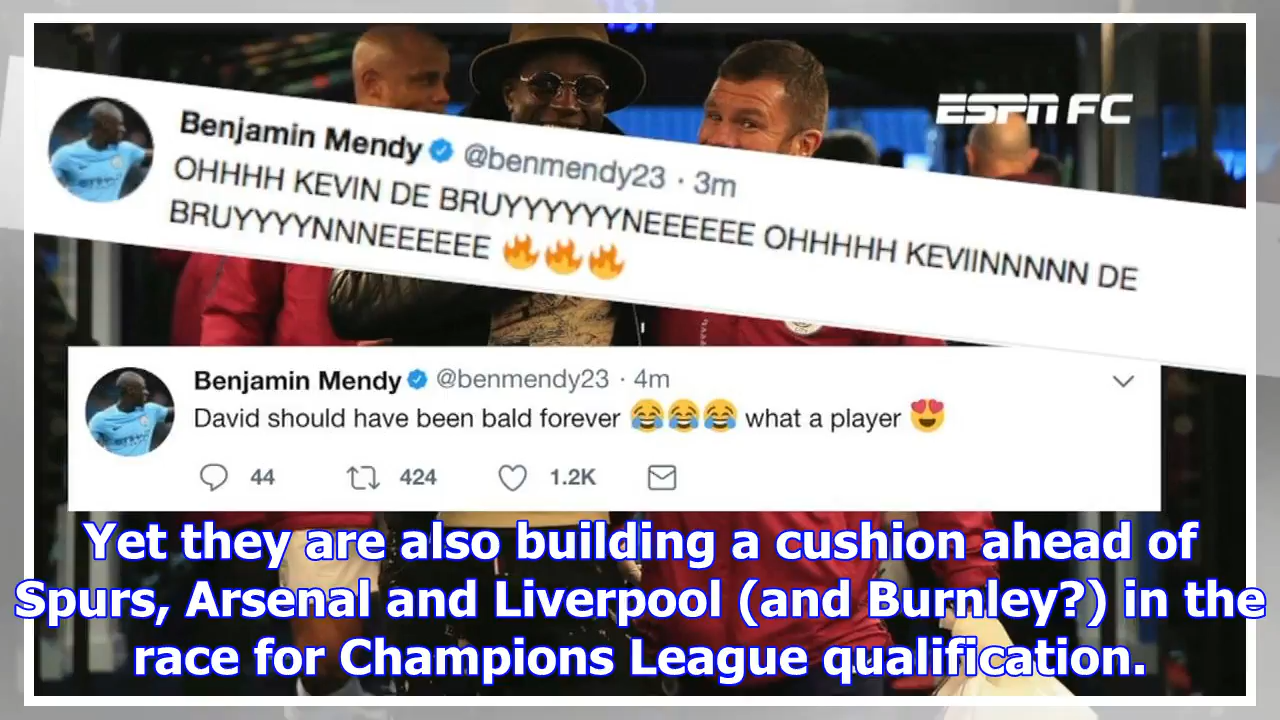 ESPN FC
Benjamin Mendy @benmendy23 · 3m
OHHHH KEVIN DE BRUYYYYYYYNEEEEEE OHHHHH KEVIINNNNN DE
BRUYYYYNNNEEEEEE 🔥🔥🔥
Benjamin Mendy @benmendy23 · 4m
David should have been bald forever 😂😂😂 what a player 😍
44 424 1.2K
Yet they are also building a cushion ahead of
Spurs, Arsenal and Liverpool (and Burnley?) in the
race for Champions League qualification.